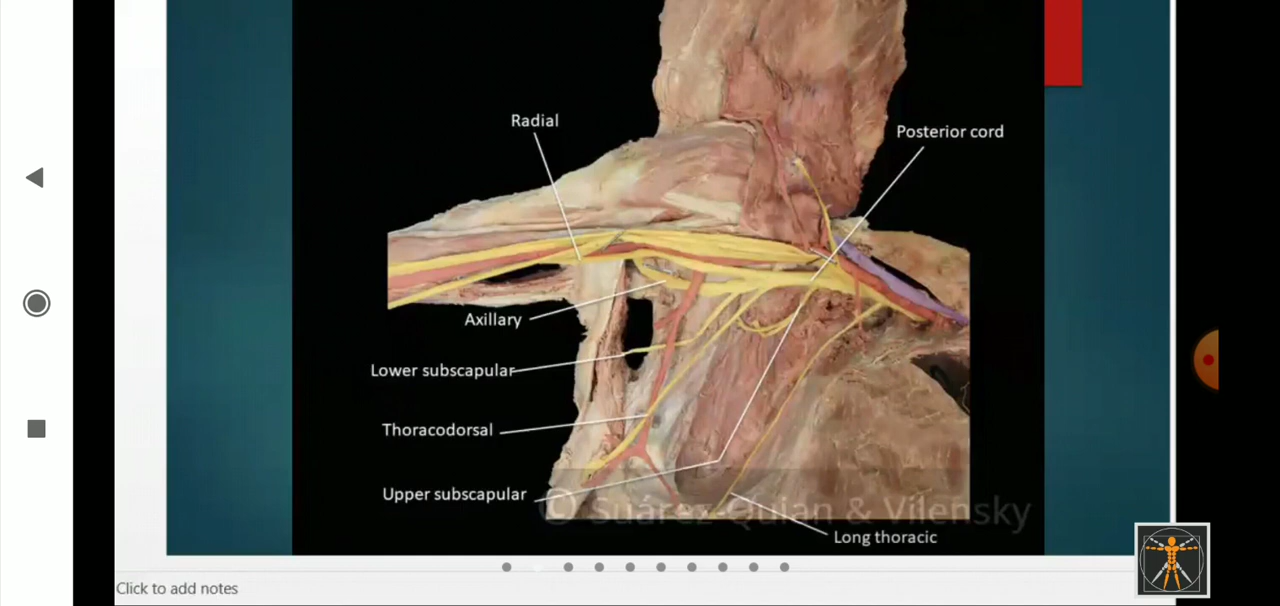 Radial
Posterior cord
Axillary
Lower subscapular
Thoracodorsal
Upper subscapular
© Suárez-Quian & Vilensky
Long thoracic
Click to add notes